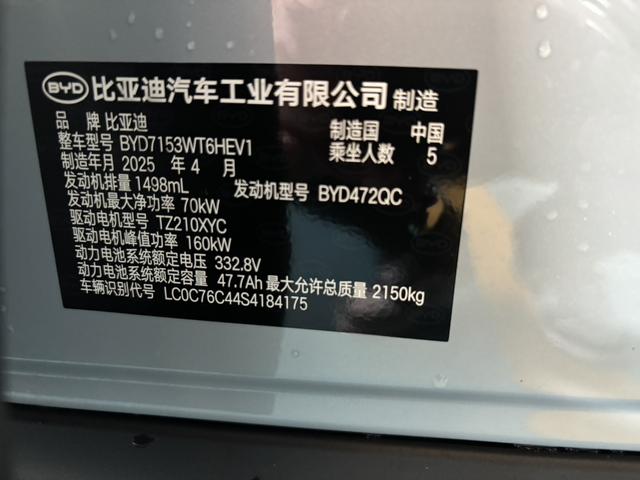 BYD 比亚迪汽车工业有限公司 制造
品 牌 比亚迪 制造国 中国
整车型号 BYD7153WT6HEV1 乘坐人数 5
制造年月 2025 年 4 月
发动机排量 1498mL 发动机型号 BYD472QC
发动机最大净功率 70kW
驱动电机型号 TZ210XYC
驱动电机峰值功率 160kW
动力电池系统额定电压 332.8V
动力电池系统额定容量 47.7Ah 最大允许总质量 2150kg
车辆识别代号 LC0C76C44S4184175